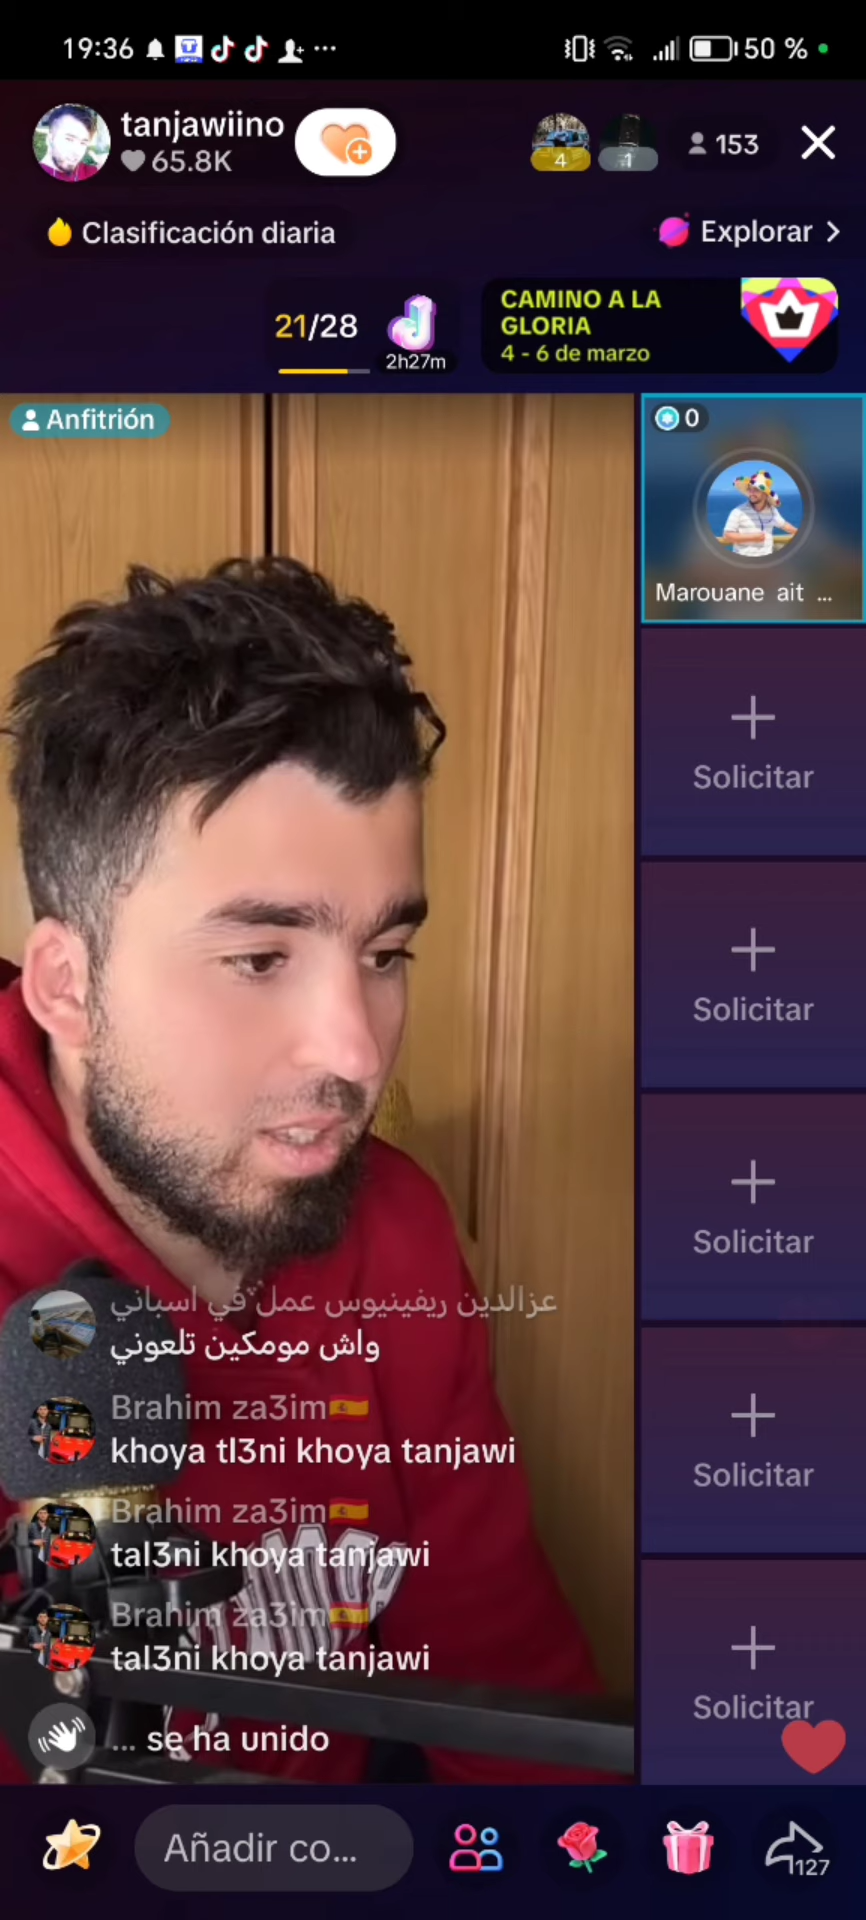 19:36
50 %
tanjawiino
65.8K
4
1
153
Clasificación diaria
Explorar
21/28
2h27m
CAMINO A LA
GLORIA
4 - 6 de marzo
Anfitrión
0
Marouane ait ...
Solicitar
Solicitar
Solicitar
Solicitar
Solicitar
عزالدين ريفينيوس عمل في اسباني
واش مومكين تلعوني
Brahim za3im🇪🇸
khoya tl3ni khoya tanjawi
Brahim za3im🇪🇸
tal3ni khoya tanjawi
Brahim za3im🇪🇸
tal3ni khoya tanjawi
... se ha unido
Añadir co...
127